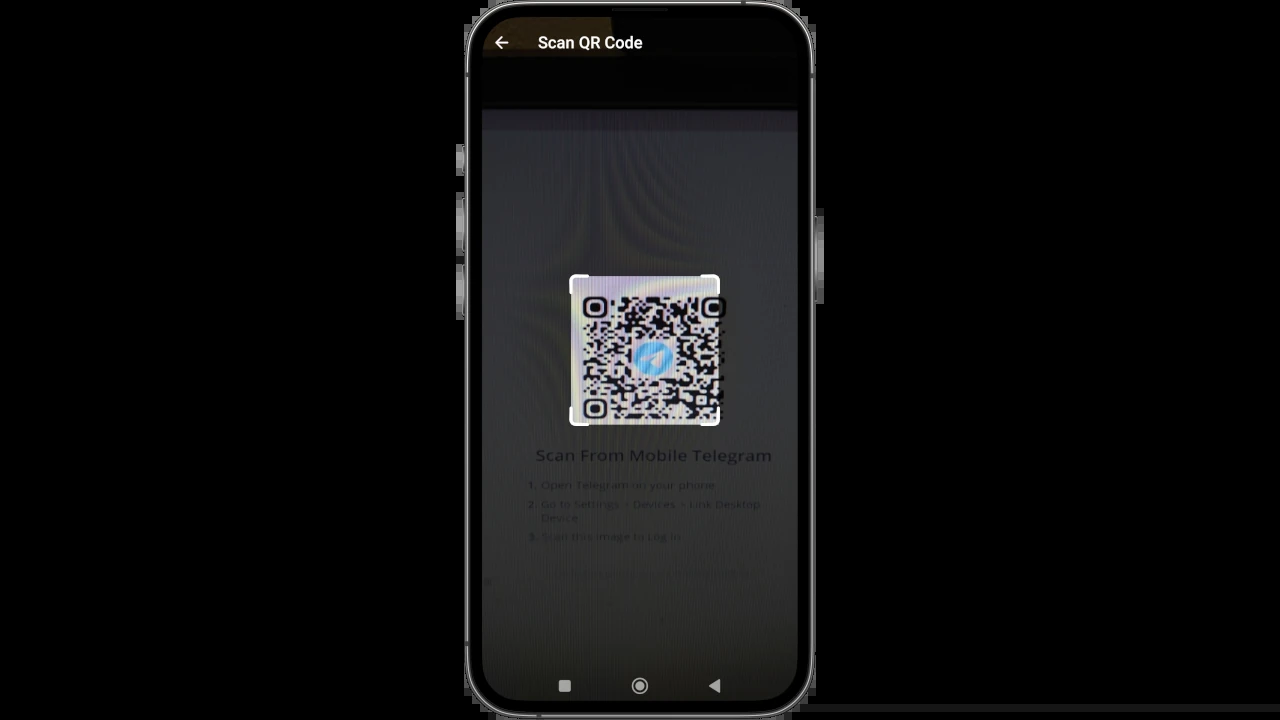 Scan QR Code
Scan From Mobile Telegram
1. Open Telegram on your phone
2. Go to Settings > Devices > Link Desktop
Device
3. Scan this image to Log in